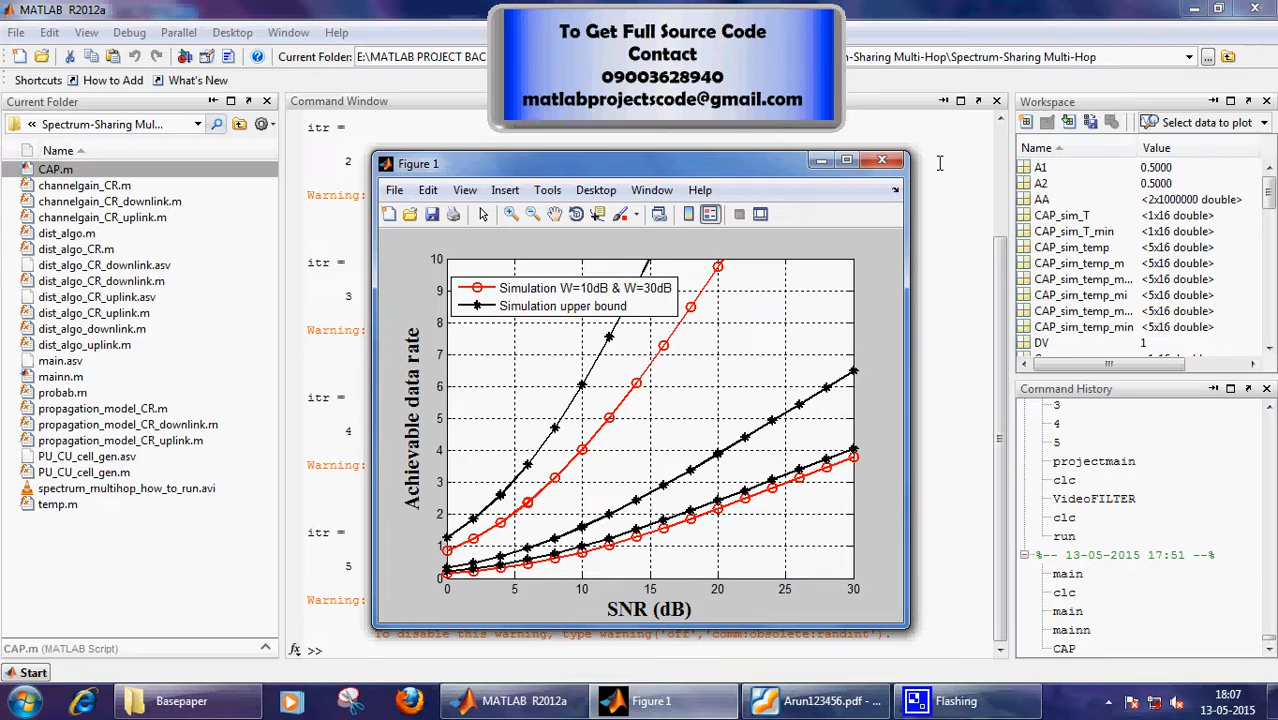 MATLAB R2012a
To Get Full Source Code
Contact
09003628940
matlabprojectscode@gmail.com
File Edit View Debug Parallel Desktop Window Help
Current Folder: E:\MATLAB PROJECT BAC
Spectrum-Sharing Multi-Hop\Spectrum-Sharing Multi-Hop
Shortcuts How to Add What's New
Current Folder
Spectrum-Sharing Mul...
Name
CAP.m
channelgain_CR.m
channelgain_CR_downlink.m
channelgain_CR_uplink.m
dist_algo.m
dist_algo_CR.m
dist_algo_CR_downlink.asv
dist_algo_CR_downlink.m
dist_algo_CR_uplink.asv
dist_algo_CR_uplink.m
dist_algo_downlink.m
dist_algo_uplink.m
main.asv
mainn.m
probab.m
propagation_model_CR.m
propagation_model_CR_downlink.m
propagation_model_CR_uplink.m
PU_CU_cell_gen.asv
PU_CU_cell_gen.m
spectrum_multihop_how_to_run.avi
temp.m
CAP.m (MATLAB Script)
Command Window
itr =
2
Warning:
itr =
3
Warning:
itr =
4
Warning:
itr =
5
Warning:
To disable this warning, type warning('off','comm:obsolete:randint').
fx >>
Figure 1
File Edit View Insert Tools Desktop Window Help
Simulation W=10dB & W=30dB
Simulation upper bound
Achievable data rate
10
9
8
7
6
5
4
3
2
1
0
0 5 10 15 20 25 30
SNR (dB)
Workspace
Select data to plot
Name Value
A1 0.5000
A2 0.5000
AA <2x1000000 double>
CAP_sim_T <1x16 double>
CAP_sim_T_min <1x16 double>
CAP_sim_temp <5x16 double>
CAP_sim_temp_m <5x16 double>
CAP_sim_temp_m... <5x16 double>
CAP_sim_temp_mi <5x16 double>
CAP_sim_temp_m... <5x16 double>
CAP_sim_temp_min <5x16 double>
DV 1
Command History
3
4
5
projectmain
clc
VideoFILTER
clc
run
%-- 13-05-2015 17:51 --%
main
clc
main
mainn
CAP
Start
Basepaper
MATLAB R2012a
Figure 1
Arun123456.pdf - ...
Flashing
18:07
13-05-2015